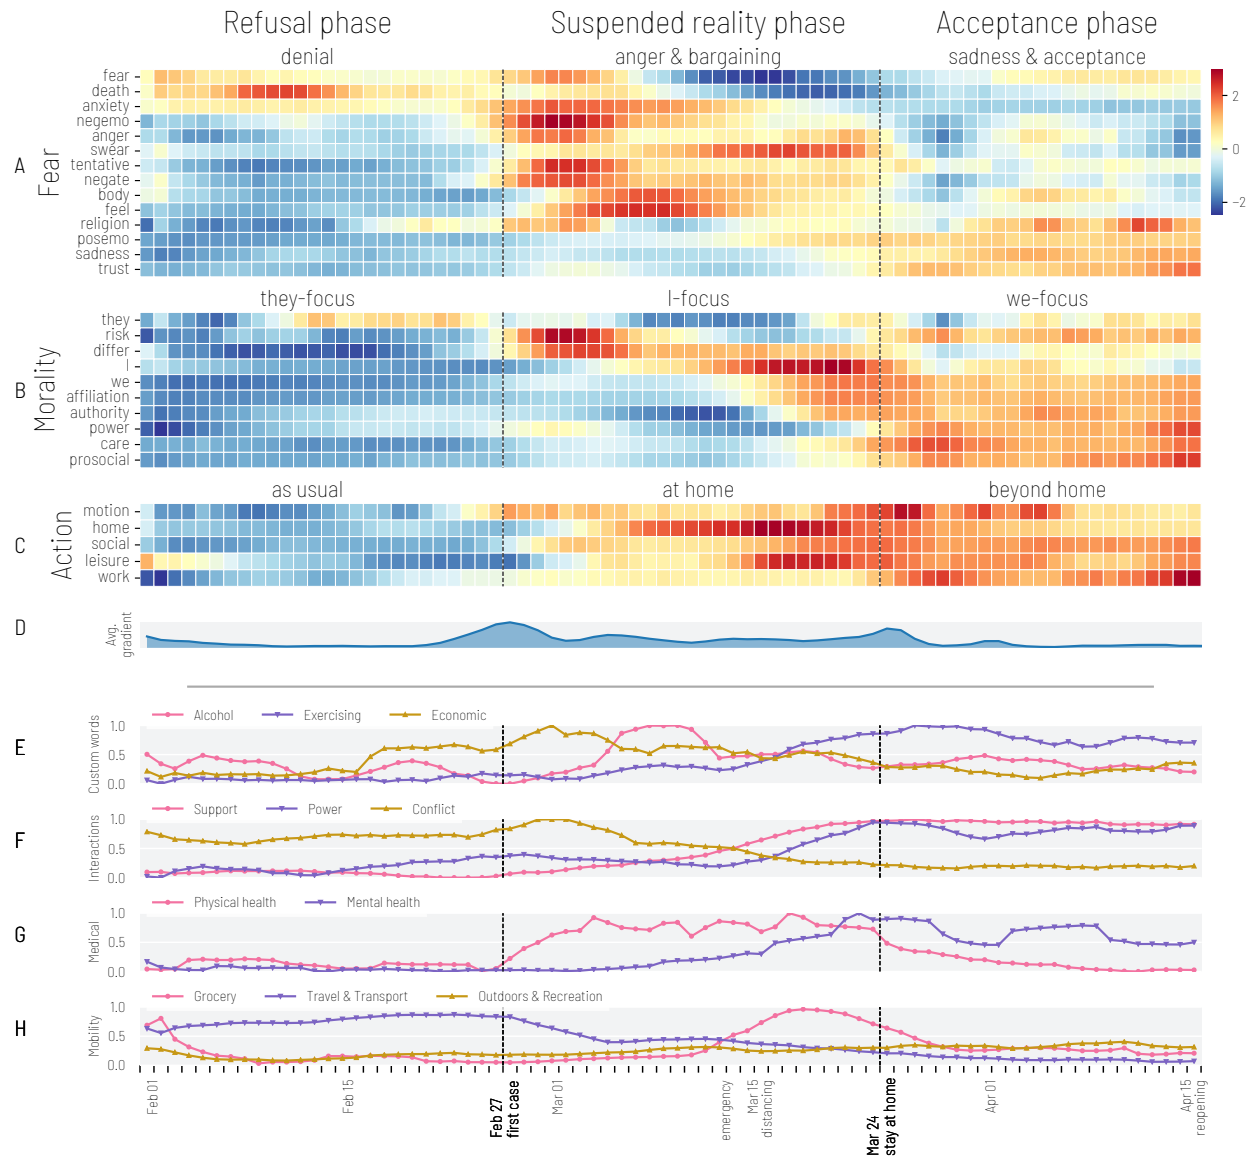 Refusal phase Suspended reality phase Acceptance phase
denial anger & bargaining sadness & acceptance
A
Fear
fear
death
anxiety
negemo
anger
swear
tentative
negate
body
feel
religion
posemo
sadness
trust
2
0
−2
they-focus I-focus we-focus
B
Morality
they
risk
differ
I
we
affiliation
authority
power
care
prosocial
as usual at home beyond home
C
Action
motion
home
social
leisure
work
D
Avg.
gradient
E
Custom words
Alcohol Exercising Economic
1.0
0.5
0.0
F
Interactions
Support Power Conflict
1.0
0.5
0.0
G
Medical
Physical health Mental health
1.0
0.5
0.0
H
Mobility
Grocery Travel & Transport Outdoors & Recreation
1.0
0.5
0.0
Feb 01
Feb 15
Feb 27
first case
Mar 01
emergency
Mar 15
distancing
Mar 24
stay at home
Apr 01
Apr 15
reopening